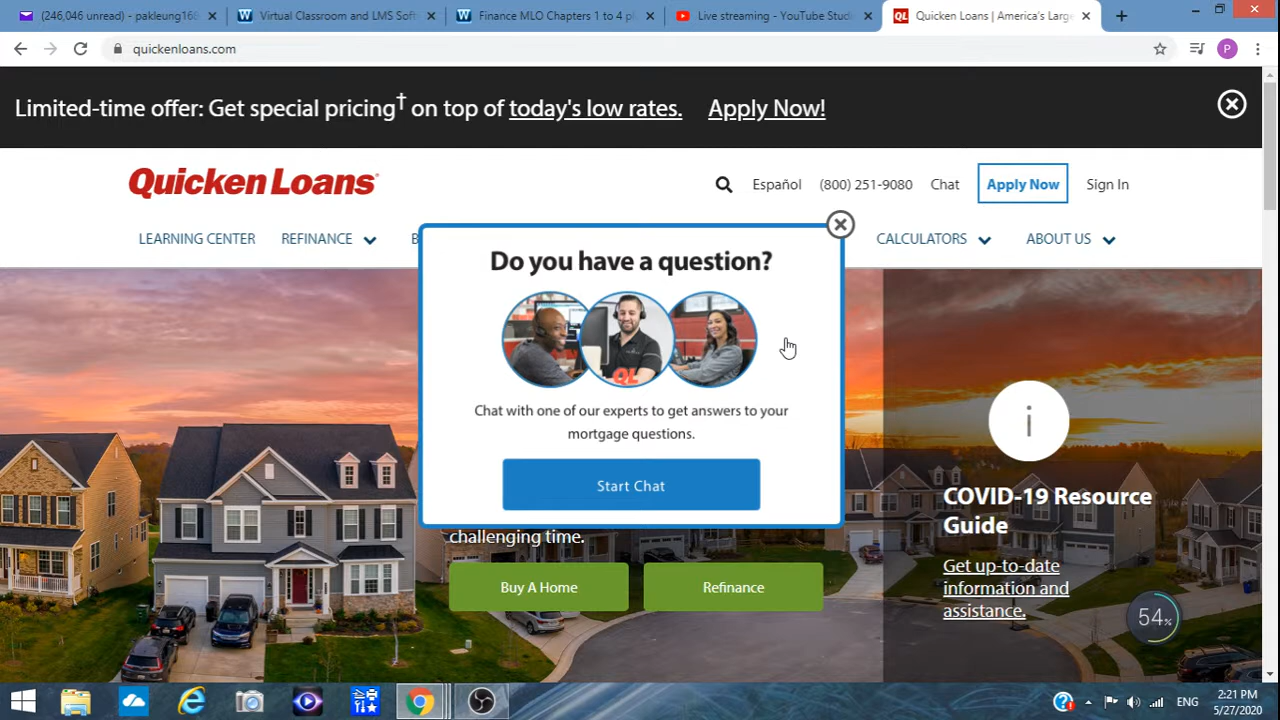 (246,046 unread) - pakleung16
Virtual Classroom and LMS Soft
Finance MLO Chapters 1 to 4 p
Live streaming - YouTube Studi
QL Quicken Loans | America's Large
quickenloans.com
P
Limited-time offer: Get special pricing† on top of today's low rates. Apply Now!
Quicken Loans
Español (800) 251-9080 Chat Apply Now Sign In
LEARNING CENTER REFINANCE B CALCULATORS ABOUT US
Do you have a question?
QL
Chat with one of our experts to get answers to your
mortgage questions.
Start Chat
challenging time.
Buy A Home Refinance
i
COVID-19 Resource
Guide
Get up-to-date
information and
assistance.
54%
ENG
2:21 PM
5/27/2020